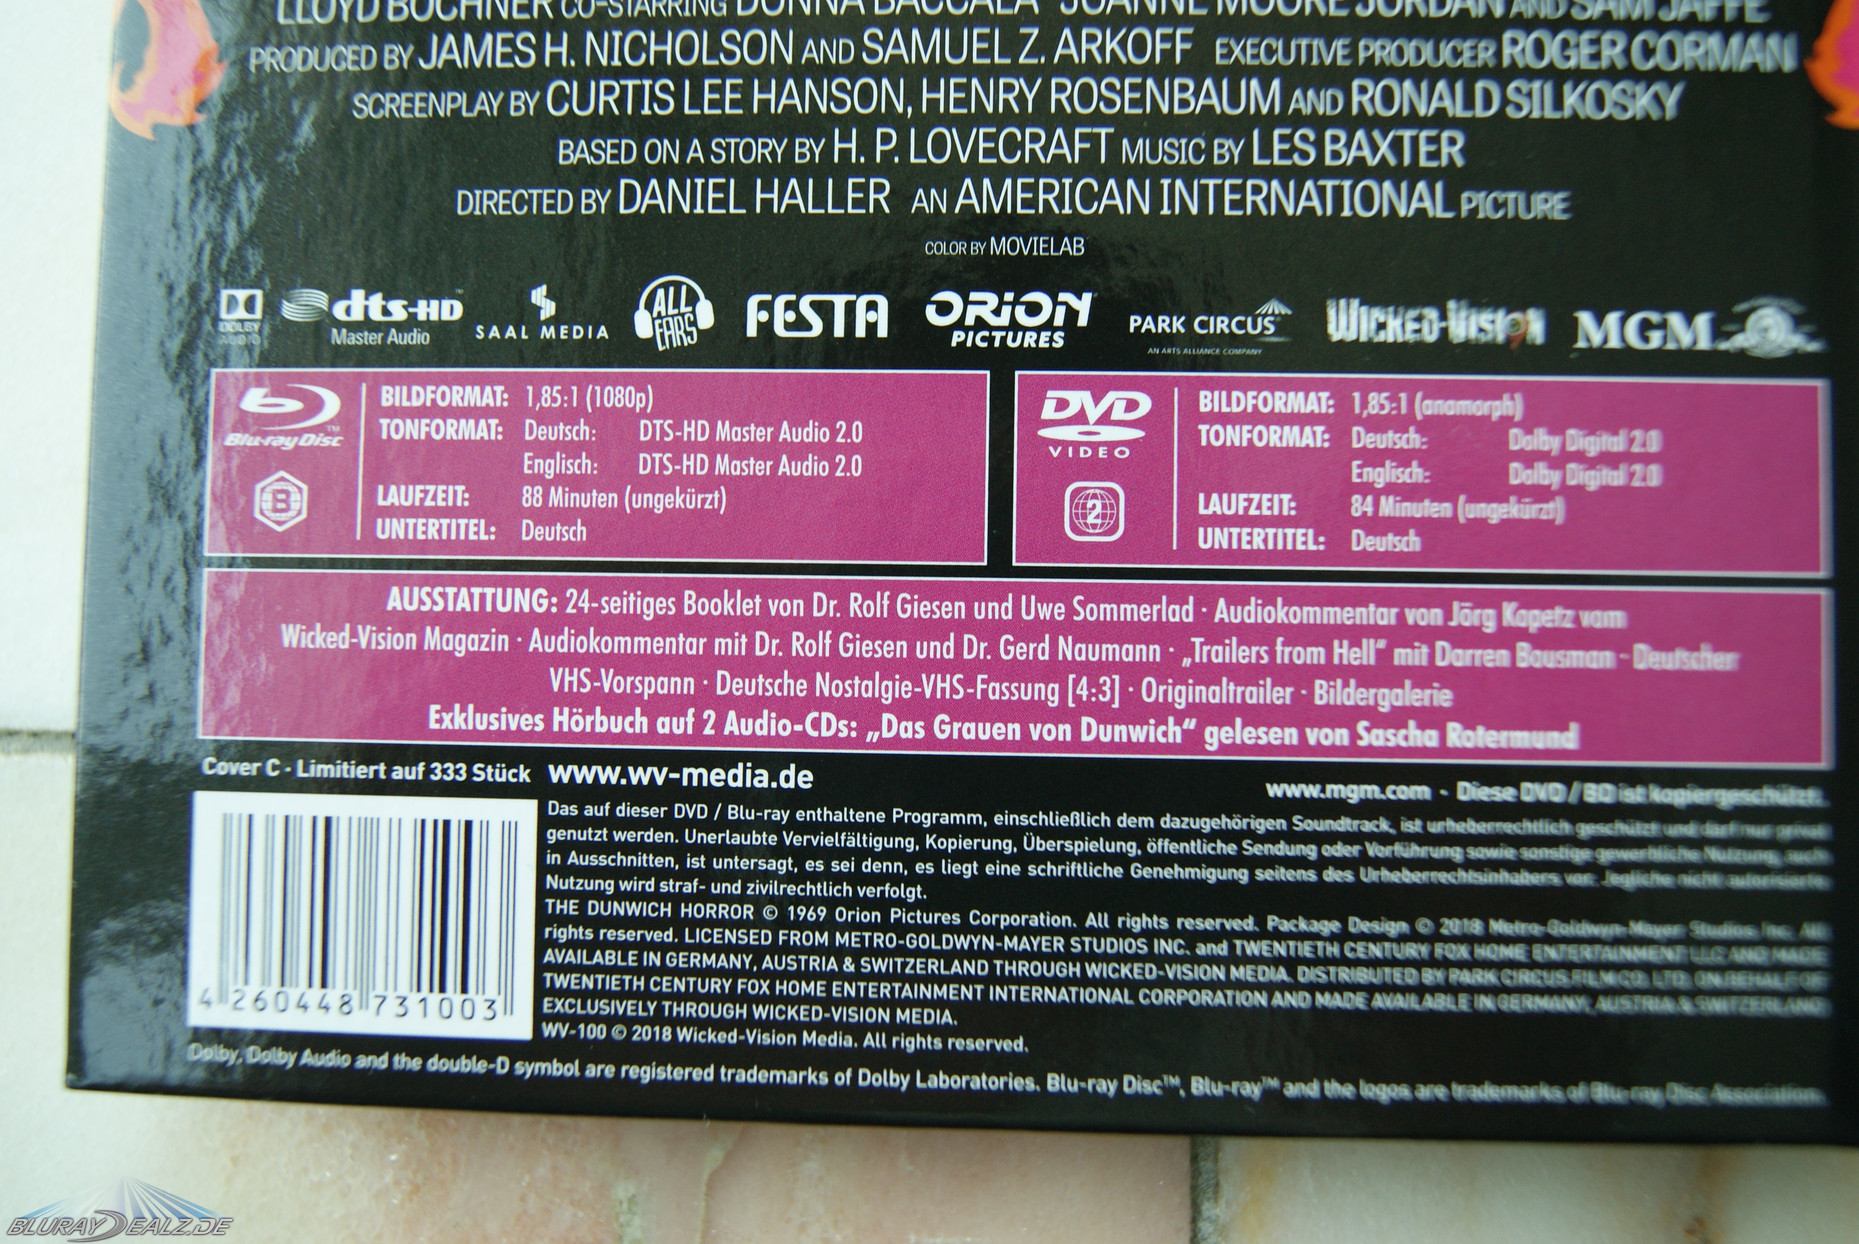 LLOYD BOCHNER CO-STARRING DONNA BACCALA JOANNE MOORE JORDAN AND SAM JAFFE
PRODUCED BY JAMES H. NICHOLSON AND SAMUEL Z. ARKOFF EXECUTIVE PRODUCER ROGER CORMAN
SCREENPLAY BY CURTIS LEE HANSON, HENRY ROSENBAUM AND RONALD SILKOSKY
BASED ON A STORY BY H. P. LOVECRAFT MUSIC BY LES BAXTER
DIRECTED BY DANIEL HALLER AN AMERICAN INTERNATIONAL PICTURE
COLOR BY MOVIELAB
DOLBY AUDIO
dts-HD Master Audio
SAAL MEDIA
ALL EARS
FESTA
ORION PICTURES
PARK CIRCUS
AN ARTS ALLIANCE COMPANY
WICKED-VISION
MGM
Blu-ray Disc
B
BILDFORMAT: 1,85:1 (1080p)
TONFORMAT: Deutsch: DTS-HD Master Audio 2.0
Englisch: DTS-HD Master Audio 2.0
LAUFZEIT: 88 Minuten (ungekürzt)
UNTERTITEL: Deutsch
DVD VIDEO
2
BILDFORMAT: 1,85:1 (anamorph)
TONFORMAT: Deutsch: Dolby Digital 2.0
Englisch: Dolby Digital 2.0
LAUFZEIT: 84 Minuten (ungekürzt)
UNTERTITEL: Deutsch
AUSSTATTUNG: 24-seitiges Booklet von Dr. Rolf Giesen und Uwe Sommerlad · Audiokommentar von Jörg Kopetz vom
Wicked-Vision Magazin · Audiokommentar mit Dr. Rolf Giesen und Dr. Gerd Naumann · „Trailers from Hell“ mit Darren Bousman · Deutscher
VHS-Vorspann · Deutsche Nostalgie-VHS-Fassung [4:3] · Originaltrailer · Bildergalerie
Exklusives Hörbuch auf 2 Audio-CDs: „Das Grauen von Dunwich“ gelesen von Sascha Rotermund
Cover C - Limitiert auf 333 Stück www.wv-media.de
www.mgm.com - Diese DVD / BD ist kopiergeschützt.
Das auf dieser DVD / Blu-ray enthaltene Programm, einschließlich dem dazugehörigen Soundtrack, ist urheberrechtlich geschützt und darf nur privat
genutzt werden. Unerlaubte Vervielfältigung, Kopierung, Überspielung, öffentliche Sendung oder Vorführung sowie sonstige gewerbliche Nutzung, auch
in Ausschnitten, ist untersagt, es sei denn, es liegt eine schriftliche Genehmigung seitens des Urheberrechtsinhabers vor. Jegliche nicht autorisierte
Nutzung wird straf- und zivilrechtlich verfolgt.
THE DUNWICH HORROR © 1969 Orion Pictures Corporation. All rights reserved. Package Design © 2018 Metro-Goldwyn-Mayer Studios Inc. All
rights reserved. LICENSED FROM METRO-GOLDWYN-MAYER STUDIOS INC. and TWENTIETH CENTURY FOX HOME ENTERTAINMENT LLC AND MADE
AVAILABLE IN GERMANY, AUSTRIA & SWITZERLAND THROUGH WICKED-VISION MEDIA. DISTRIBUTED BY PARK CIRCUS FILM CO. LTD. ON BEHALF OF
TWENTIETH CENTURY FOX HOME ENTERTAINMENT INTERNATIONAL CORPORATION AND MADE AVAILABLE IN GERMANY, AUSTRIA & SWITZERLAND
EXCLUSIVELY THROUGH WICKED-VISION MEDIA.
WV-100 © 2018 Wicked-Vision Media. All rights reserved.
4 260448 731003
Dolby, Dolby Audio and the double-D symbol are registered trademarks of Dolby Laboratories. Blu-ray Disc™, Blu-ray™ and the logos are trademarks of Blu-ray Disc Association.
BLURAYDEALZ.DE